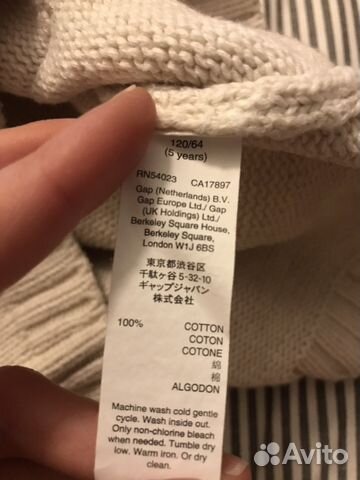 120/64
(5 years)
RN54023 CA17897
Gap (Netherlands) B.V.
Gap Europe Ltd./ Gap
(UK Holdings) Ltd./
Berkeley Square House,
Berkeley Square,
London W1J 6BS
東京都渋谷区
千駄ヶ谷 5-32-10
ギャップジャパン
株式会社
100% COTTON
COTON
COTONE
綿
棉
ALGODON
Machine wash cold gentle
cycle. Wash inside out.
Only non-chlorine bleach
when needed. Tumble dry
low. Warm iron. Or dry
clean.
Avito